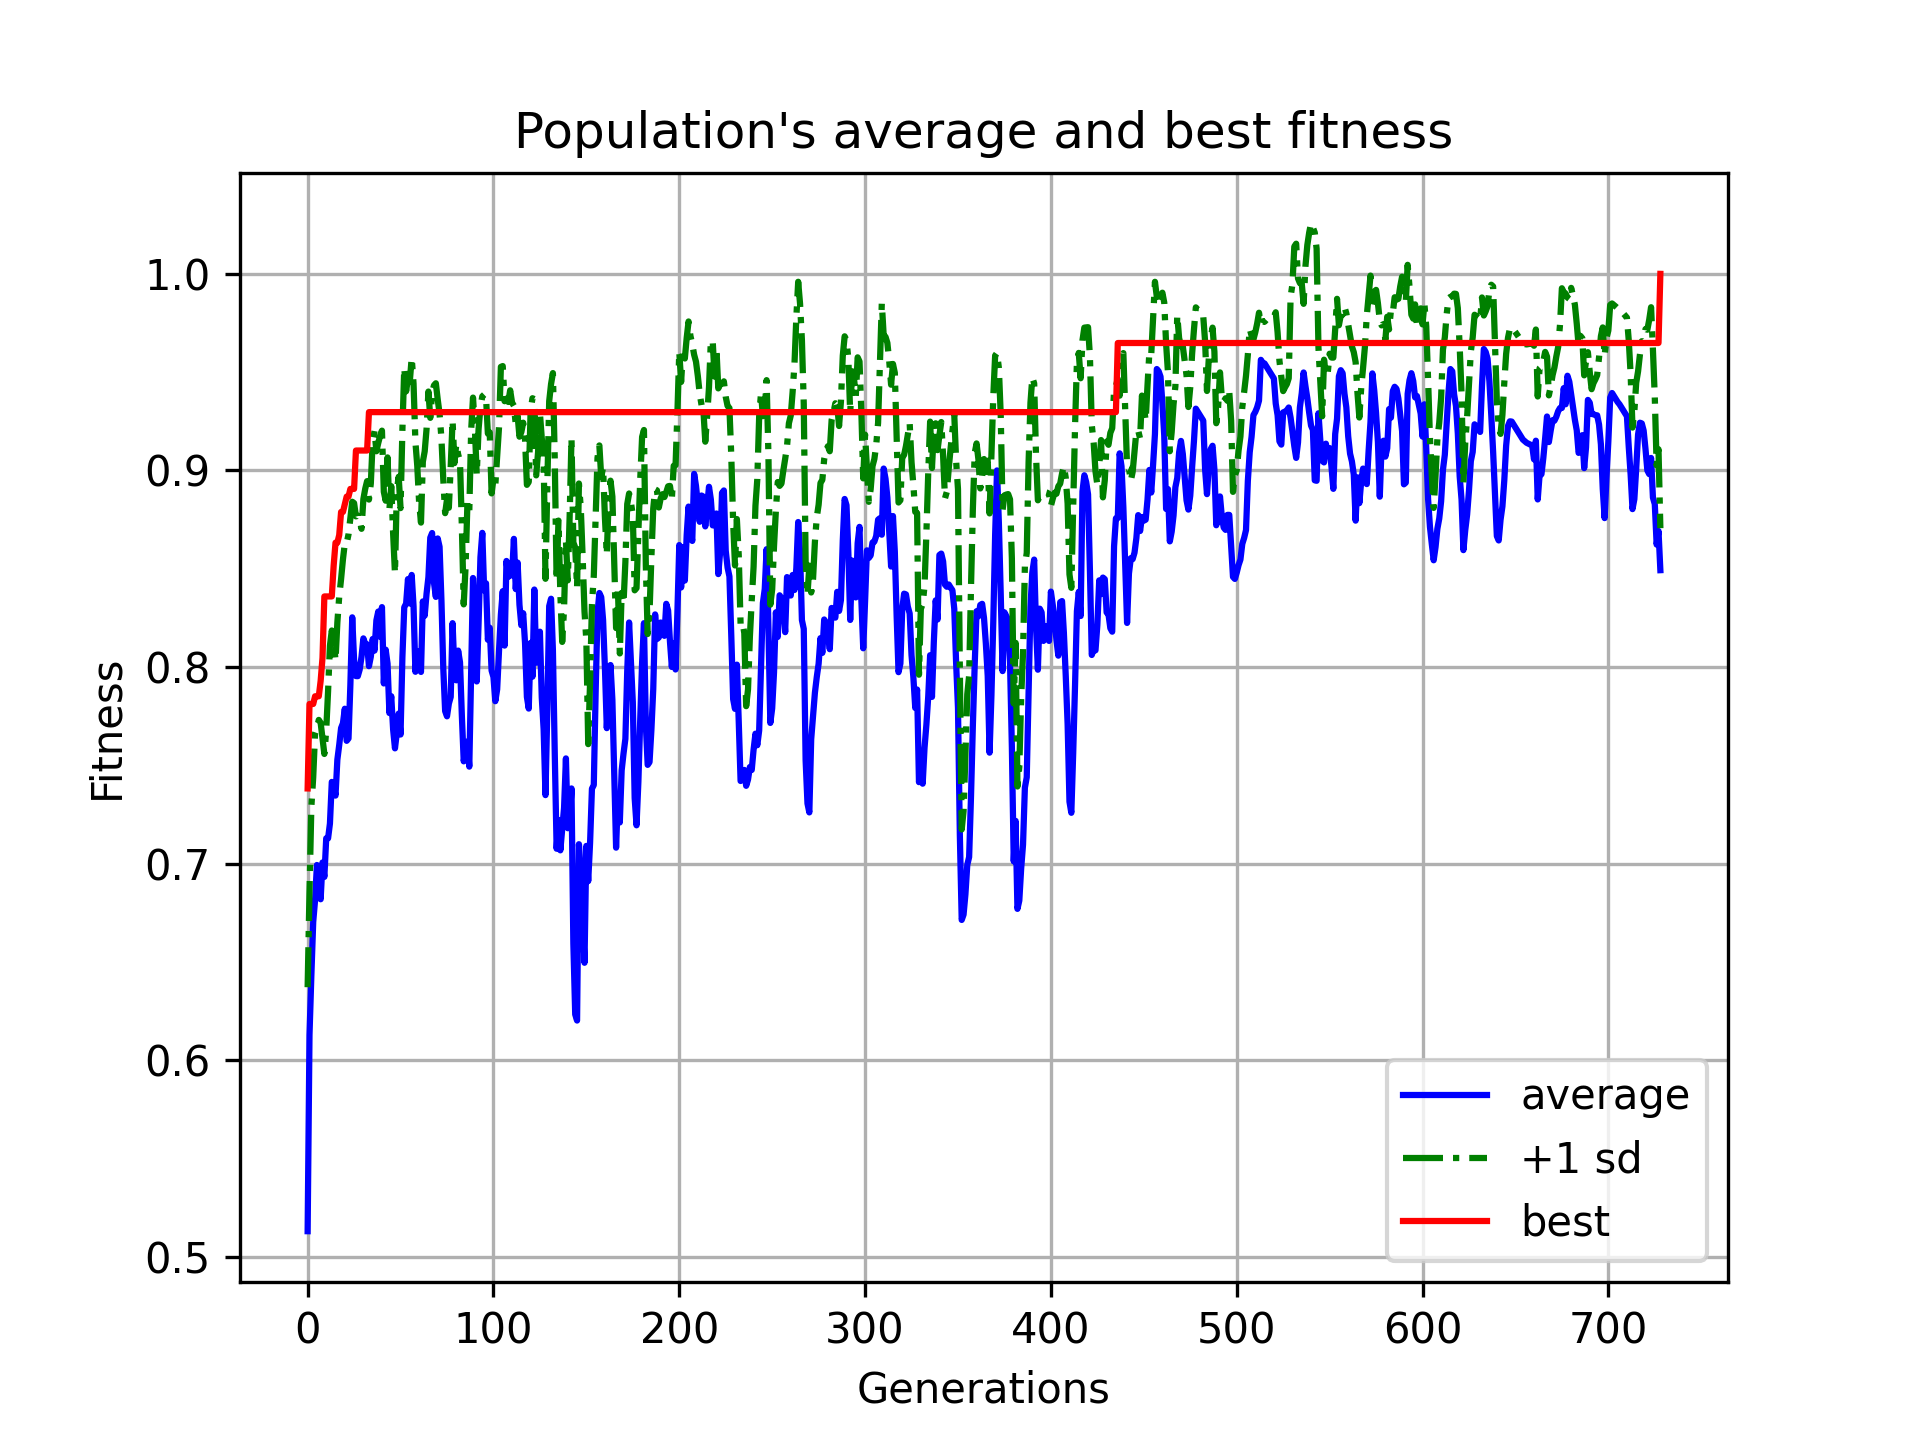 Population's average and best fitness
Fitness
1.0
0.9
0.8
0.7
0.6
0.5
average
+1 sd
best
0 100 200 300 400 500 600 700
Generations